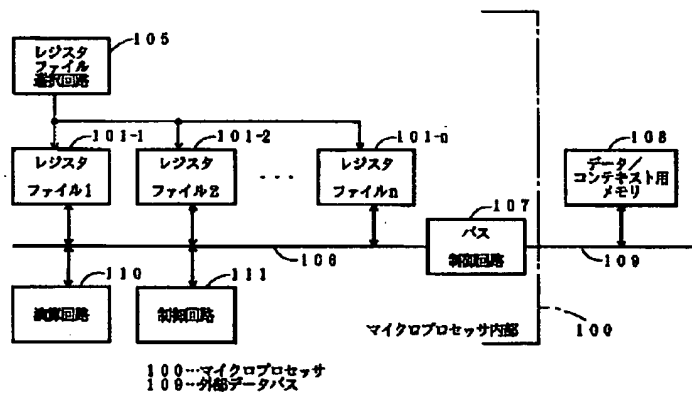 105
レジスタ
ファイル
選択回路
101-1
101-2
101-n
108
レジスタ
ファイル1
レジスタ
ファイル2
...
レジスタ
ファイルn
データ/
コンテキスト用
メモリ
107
バス
制御回路
106
109
110
111
演算回路
制御回路
マイクロプロセッサ内部
100
100…マイクロプロセッサ
109…外部データバス